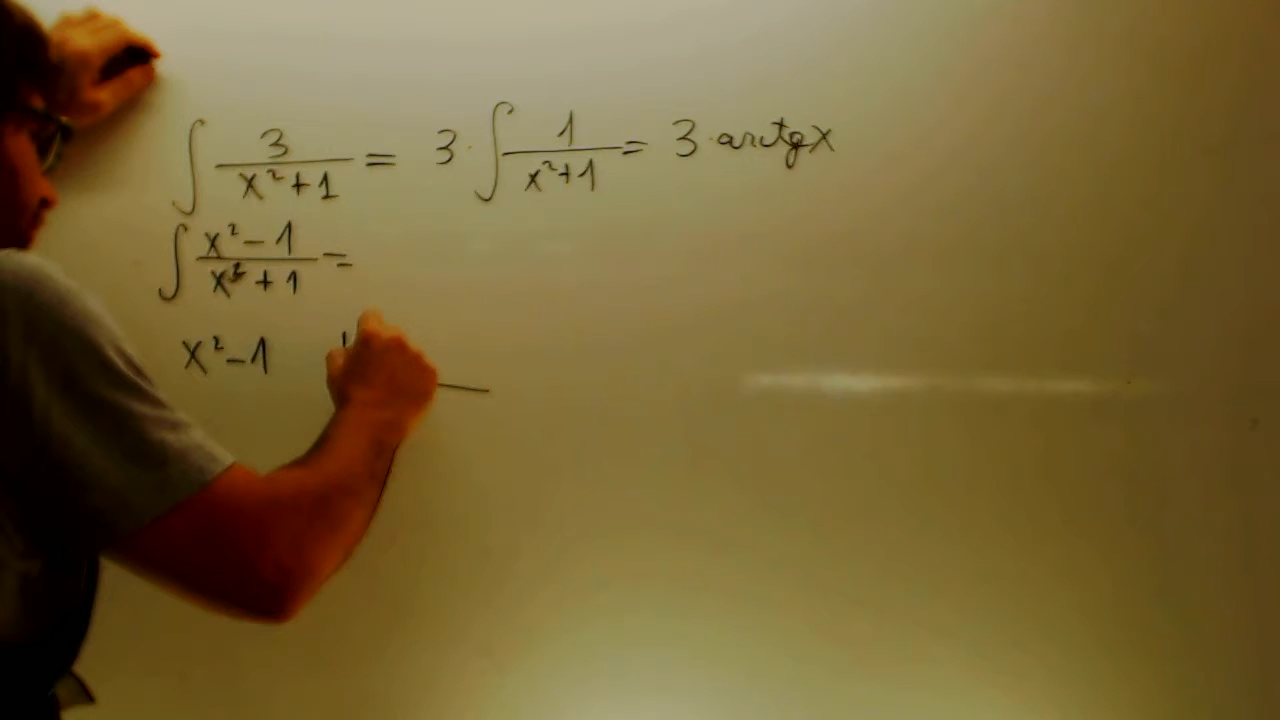 ∫ 3/(x²+1) = 3·∫ 1/(x²+1) = 3·arctgx
∫ (x²-1)/(x²+1) =
x²-1